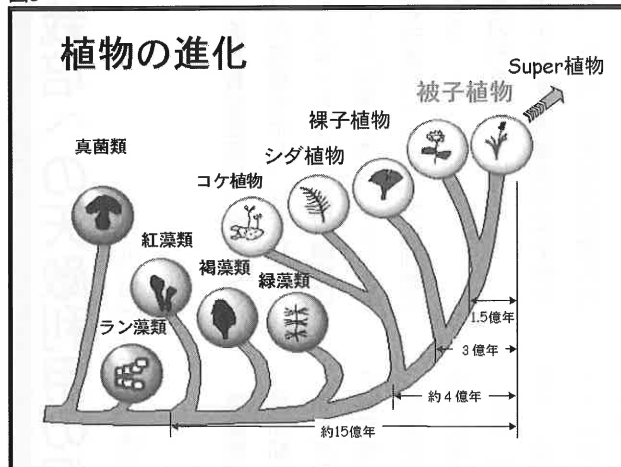 植物の進化
Super植物
被子植物
裸子植物
シダ植物
コケ植物
真菌類
紅藻類
褐藻類
緑藻類
ラン藻類
1.5億年
3億年
約4億年
約15億年